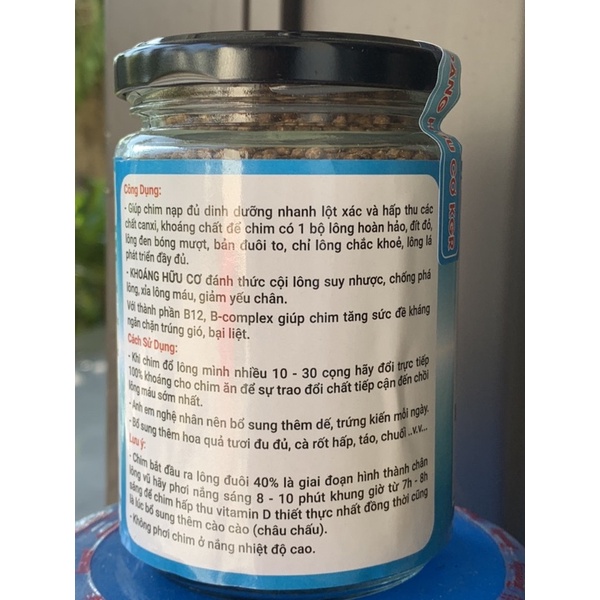 Công Dụng:
- Giúp chim nạp đủ dinh dưỡng nhanh lột xác và hấp thu các
chất canxi, khoáng chất để chim có 1 bộ lông hoàn hảo, đít đỏ,
lông đen bóng mượt, bản đuôi to, chỉ lông chắc khoẻ, lông lá
phát triển đầy đủ.
- KHOÁNG HỮU CƠ đánh thức cội lông suy nhược, chống phá
lông, xỉa lông máu, giảm yếu chân.
Với thành phần B12, B-complex giúp chim tăng sức đề kháng
ngăn chặn trúng gió, bại liệt.
Cách Sử Dụng:
- Khi chim đổ lông mình nhiều 10 - 30 cọng hãy đổi trực tiếp
100% khoáng cho chim ăn để sự trao đổi chất tiếp cận đến chồi
lông máu sớm nhất.
- Anh em nghệ nhân nên bổ sung thêm dế, trứng kiến mỗi ngày.
- Bổ sung thêm hoa quả tươi đu đủ, cà rốt hấp, táo, chuối ..v.v...
Lưu ý:
- Chim bắt đầu ra lông đuôi 40% là giai đoạn hình thành chân
lông vũ hãy phơi nắng sáng 8 - 10 phút khung giờ từ 7h - 8h
sáng để chim hấp thu vitamin D thiết thực nhất đồng thời cũng
là lúc bổ sung thêm cào cào (châu chấu).
- Không phơi chim ở nắng nhiệt độ cao.
CƠ KCR